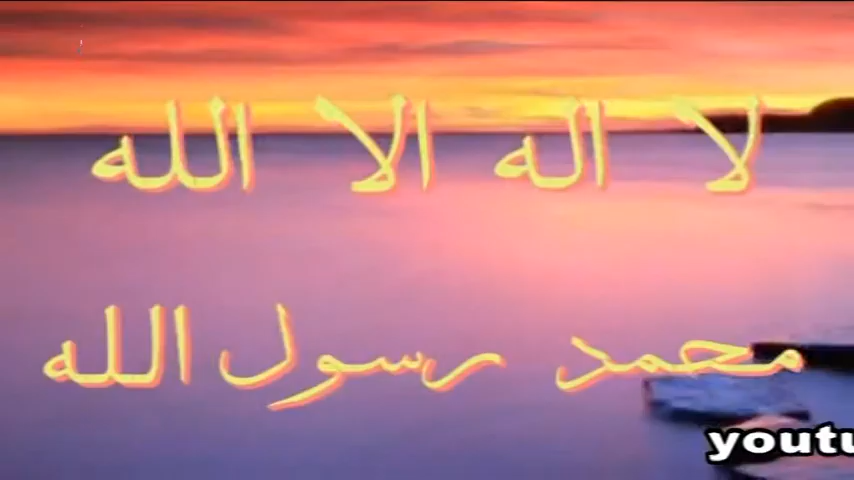 لا اله الا الله
محمد رسول الله
youtu